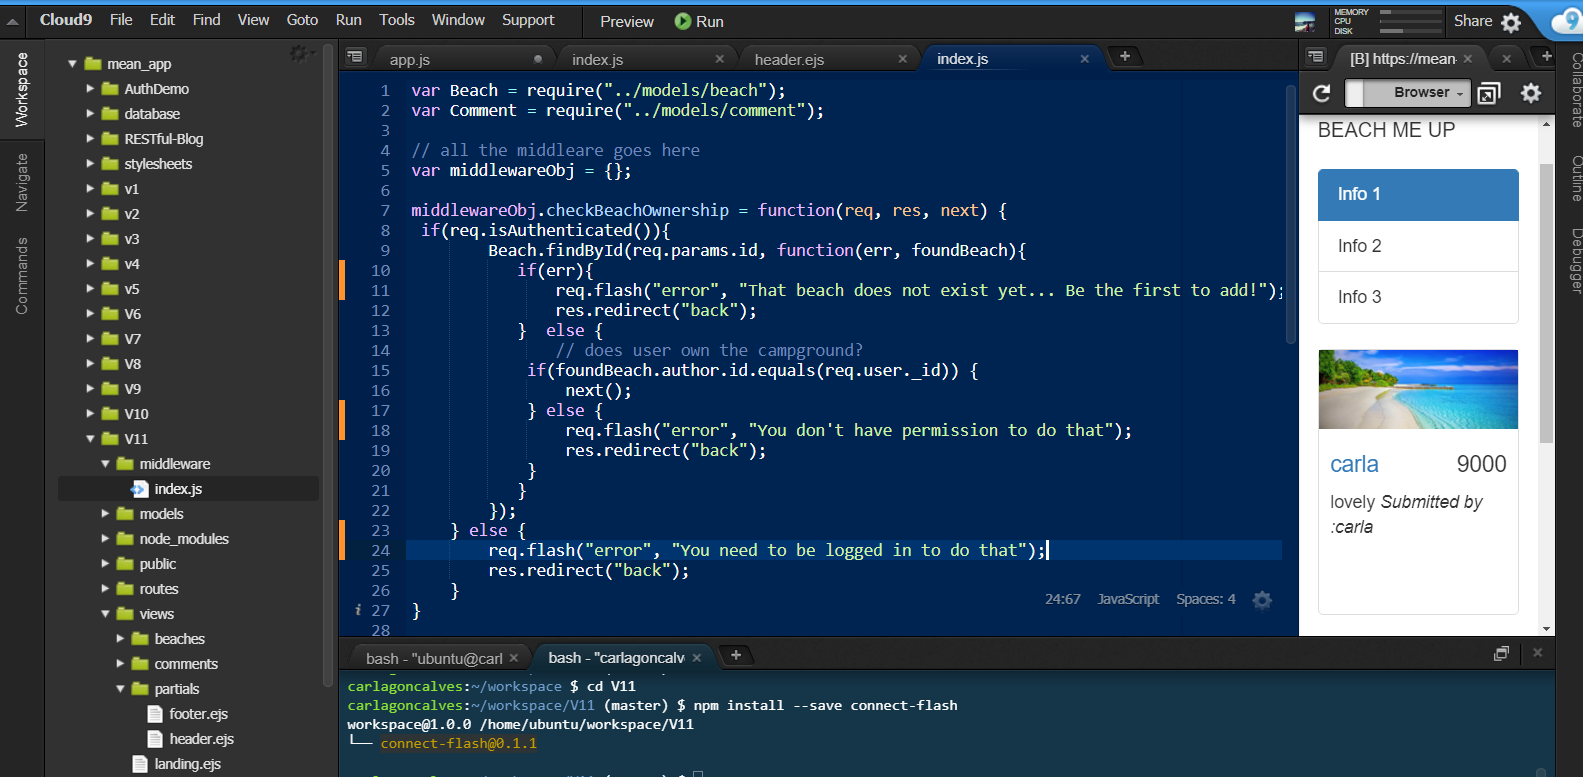 Cloud9 File Edit Find View Goto Run Tools Window Support Preview Run MEMORY CPU DISK Share
Workspace
Navigate
Commands
mean_app
AuthDemo
database
RESTful-Blog
stylesheets
v1
v2
v3
v4
v5
V6
V7
V8
V9
V10
V11
middleware
index.js
models
node_modules
public
routes
views
beaches
comments
partials
footer.ejs
header.ejs
landing.ejs
app.js index.js header.ejs index.js
1 var Beach = require("../models/beach");
2 var Comment = require("../models/comment");
3
4 // all the middleare goes here
5 var middlewareObj = {};
6
7 middlewareObj.checkBeachOwnership = function(req, res, next) {
8 if(req.isAuthenticated()){
9 Beach.findById(req.params.id, function(err, foundBeach){
10 if(err){
11 req.flash("error", "That beach does not exist yet... Be the first to add!");
12 res.redirect("back");
13 } else {
14 // does user own the campground?
15 if(foundBeach.author.id.equals(req.user._id)) {
16 next();
17 } else {
18 req.flash("error", "You don't have permission to do that");
19 res.redirect("back");
20 }
21 }
22 });
23 } else {
24 req.flash("error", "You need to be logged in to do that");
25 res.redirect("back");
26 }
27 }
28
24:67 JavaScript Spaces: 4
bash - "ubuntu@carl bash - "carlagoncalv
carlagoncalves:~/workspace $ cd V11
carlagoncalves:~/workspace/V11 (master) $ npm install --save connect-flash
workspace@1.0.0 /home/ubuntu/workspace/V11
└── connect-flash@0.1.1
[B] https://mean-
Browser
BEACH ME UP
Info 1
Info 2
Info 3
carla 9000
lovely Submitted by
:carla
Collaborate
Outline
Debugger